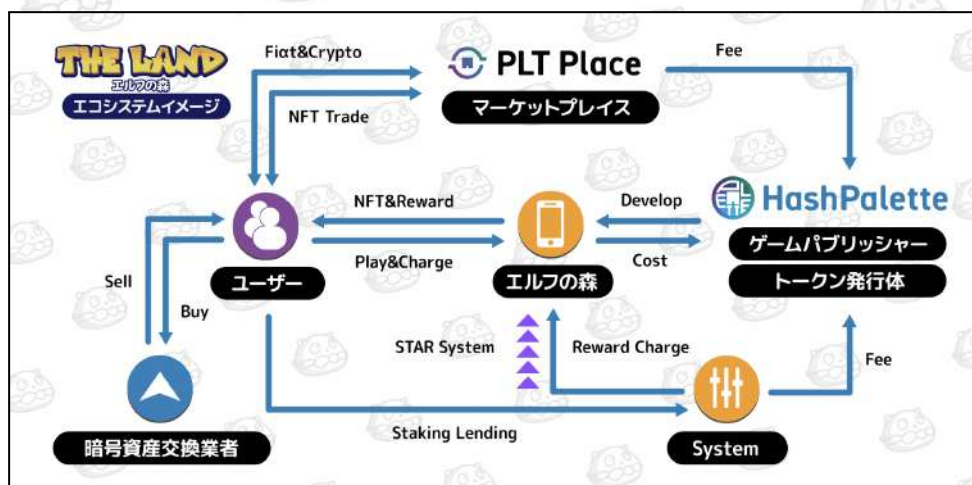 THE LAND
エルフの森
エコシステムイメージ
Fiat&Crypto
NFT Trade
PLT Place
マーケットプレイス
Fee
HashPalette
ゲームパブリッシャー
トークン発行体
NFT&Reward
Play&Charge
Develop
Cost
ユーザー
エルフの森
Sell
Buy
STAR System
Reward Charge
Fee
Staking Lending
暗号資産交換業者
System